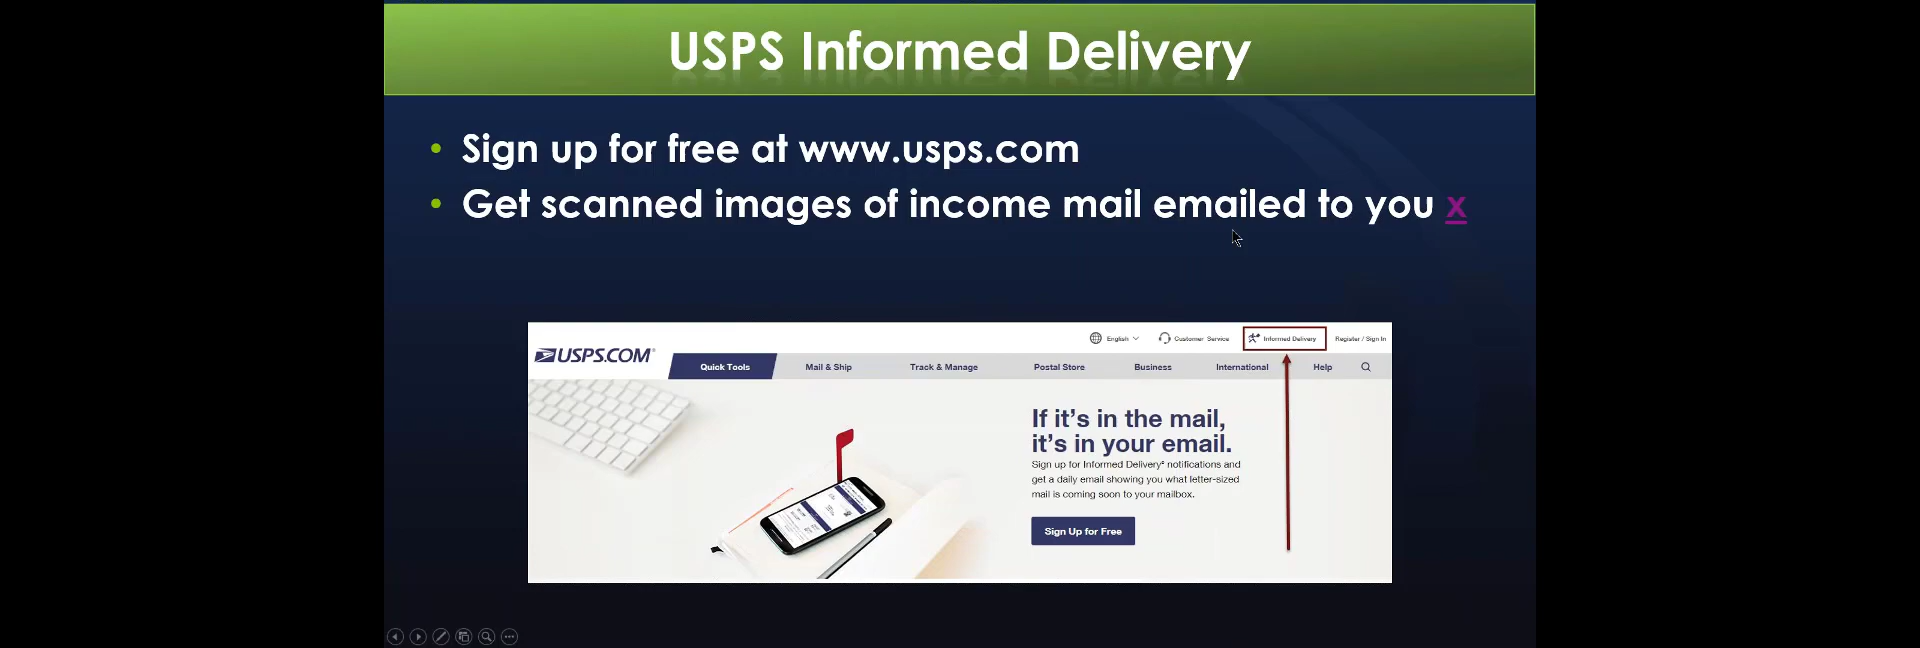 USPS Informed Delivery
• Sign up for free at www.usps.com
• Get scanned images of income mail emailed to you x
English
Customer Service
Informed Delivery
Register / Sign In
USPS.COM®
Quick Tools
Mail & Ship
Track & Manage
Postal Store
Business
International
Help
If it's in the mail,
it's in your email.
Sign up for Informed Delivery® notifications and
get a daily email showing you what letter-sized
mail is coming soon to your mailbox.
Sign Up for Free